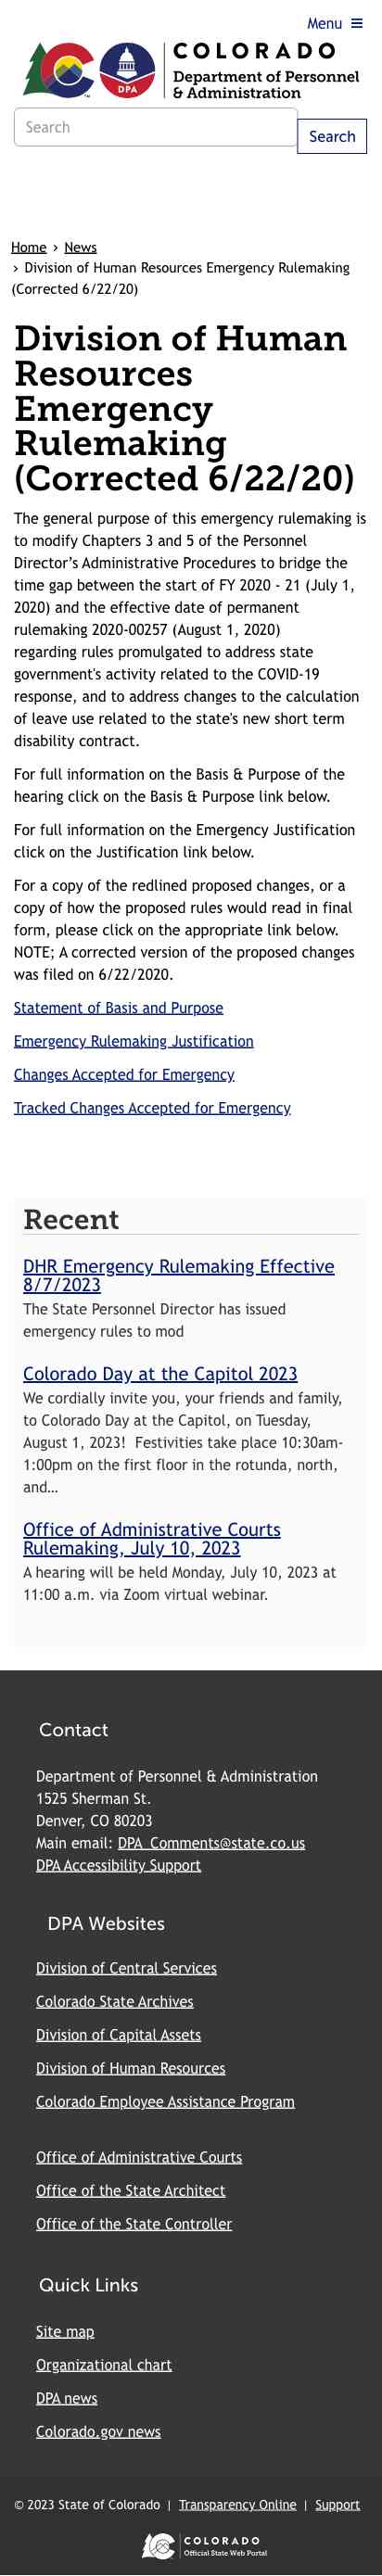 Menu
COLORADO
Department of Personnel
& Administration
DPA
TM
Search
Search
Home › News
› Division of Human Resources Emergency Rulemaking
(Corrected 6/22/20)
Division of Human
Resources
Emergency
Rulemaking
(Corrected 6/22/20)
The general purpose of this emergency rulemaking is
to modify Chapters 3 and 5 of the Personnel
Director’s Administrative Procedures to bridge the
time gap between the start of FY 2020 - 21 (July 1,
2020) and the effective date of permanent
rulemaking 2020-00257 (August 1, 2020)
regarding rules promulgated to address state
government's activity related to the COVID-19
response, and to address changes to the calculation
of leave use related to the state's new short term
disability contract.
For full information on the Basis & Purpose of the
hearing click on the Basis & Purpose link below.
For full information on the Emergency Justification
click on the Justification link below.
For a copy of the redlined proposed changes, or a
copy of how the proposed rules would read in final
form, please click on the appropriate link below.
NOTE; A corrected version of the proposed changes
was filed on 6/22/2020.
Statement of Basis and Purpose
Emergency Rulemaking Justification
Changes Accepted for Emergency
Tracked Changes Accepted for Emergency
Recent
DHR Emergency Rulemaking Effective
8/7/2023
The State Personnel Director has issued
emergency rules to mod
Colorado Day at the Capitol 2023
We cordially invite you, your friends and family,
to Colorado Day at the Capitol, on Tuesday,
August 1, 2023!  Festivities take place 10:30am-
1:00pm on the first floor in the rotunda, north,
and…
Office of Administrative Courts
Rulemaking, July 10, 2023
A hearing will be held Monday, July 10, 2023 at
11:00 a.m. via Zoom virtual webinar.
Contact
Department of Personnel & Administration
1525 Sherman St.
Denver, CO 80203
Main email: DPA_Comments@state.co.us
DPA Accessibility Support
DPA Websites
Division of Central Services
Colorado State Archives
Division of Capital Assets
Division of Human Resources
Colorado Employee Assistance Program
Office of Administrative Courts
Office of the State Architect
Office of the State Controller
Quick Links
Site map
Organizational chart
DPA news
Colorado.gov news
© 2023 State of Colorado | Transparency Online | Support
COLORADO
Official State Web Portal